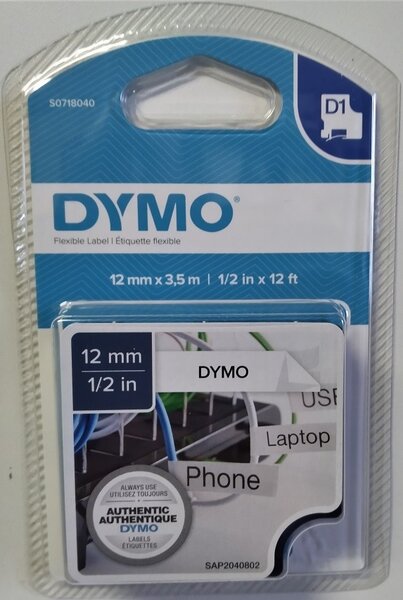 S0718040
D1
DYMO®
Flexible Label | Étiquette flexible
12 mm x 3,5 m | 1/2 in x 12 ft
12 mm
1/2 in
DYMO
USB
Laptop
Phone
ALWAYS USE
UTILISEZ TOUJOURS
AUTHENTIC
AUTHENTIQUE
DYMO
LABELS
ÉTIQUETTES
SAP2040802